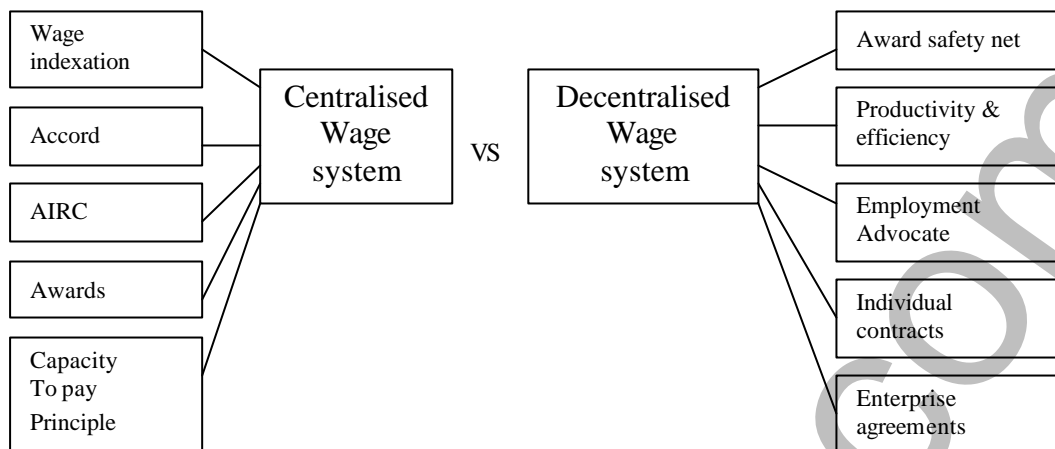 Wage
indexation
Accord
AIRC
Awards
Capacity
To pay
Principle
Centralised
Wage
system
VS
Decentralised
Wage
system
Award safety net
Productivity &
efficiency
Employment
Advocate
Individual
contracts
Enterprise
agreements
com